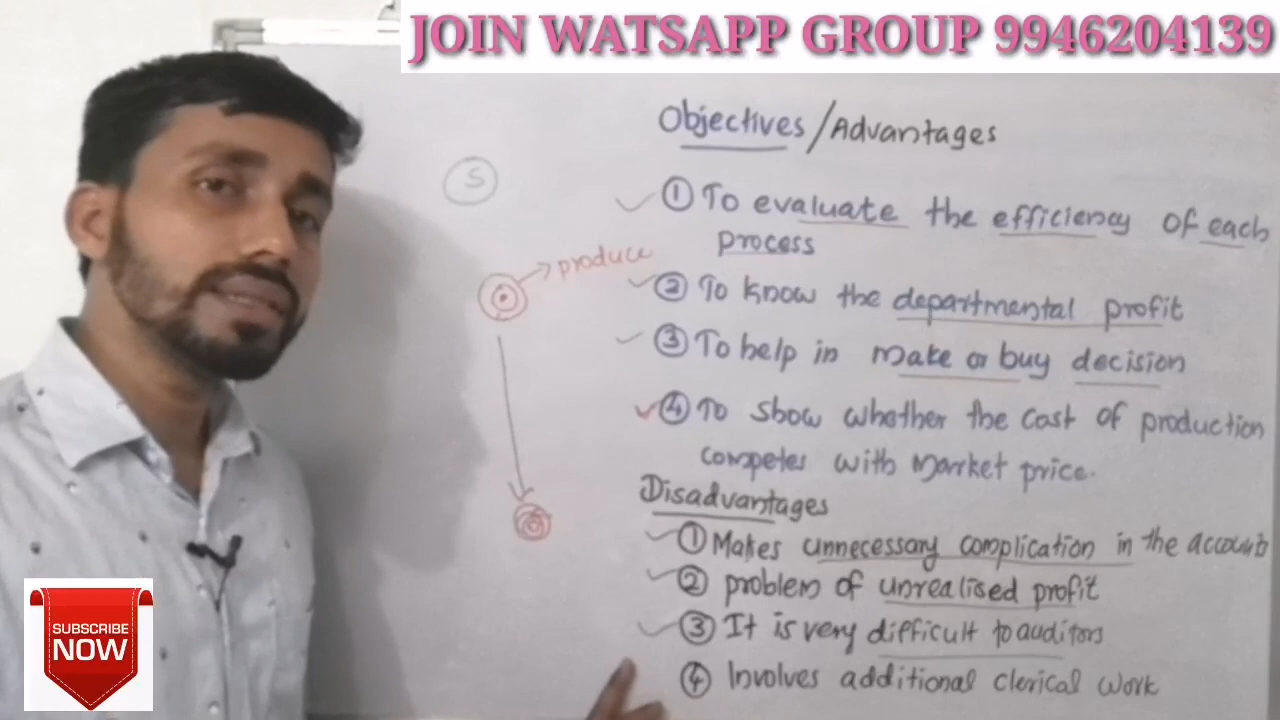 JOIN WATSAPP GROUP 9946204139
Objectives/Advantages
S
① To evaluate the efficiency of each
process
produce
② To know the departmental profit
③ To help in make or buy decision
④ To show whether the cost of production
competes with market price.
Disadvantages
① Makes unnecessary complication in the accounts
② problem of unrealised profit
③ It is very difficult to auditors
④ Involves additional clerical work
SUBSCRIBE
NOW